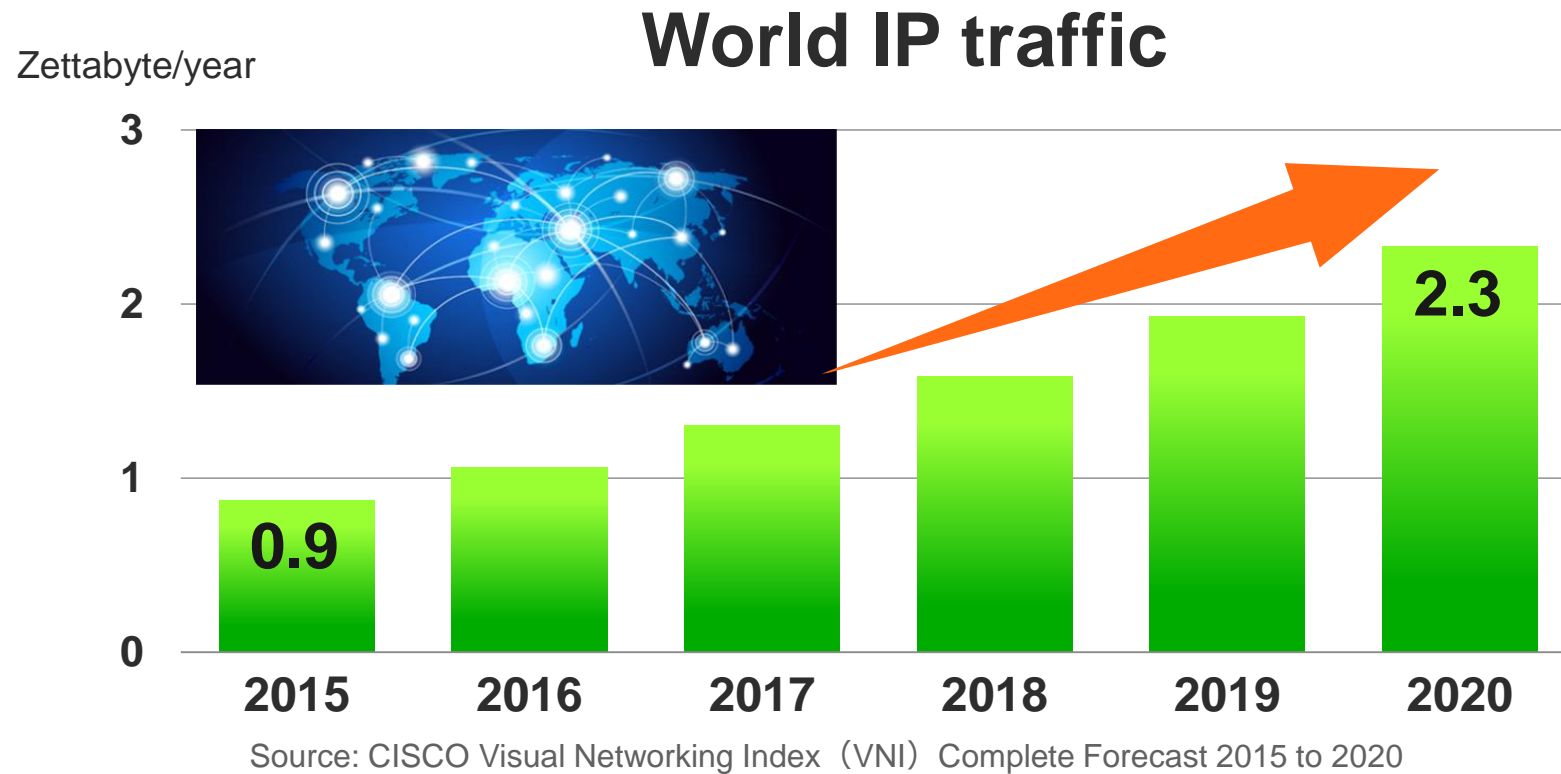 World IP traffic
Zettabyte/year
3
2
1
0
0.9
2.3
2015 2016 2017 2018 2019 2020
Source: CISCO Visual Networking Index（VNI）Complete Forecast 2015 to 2020